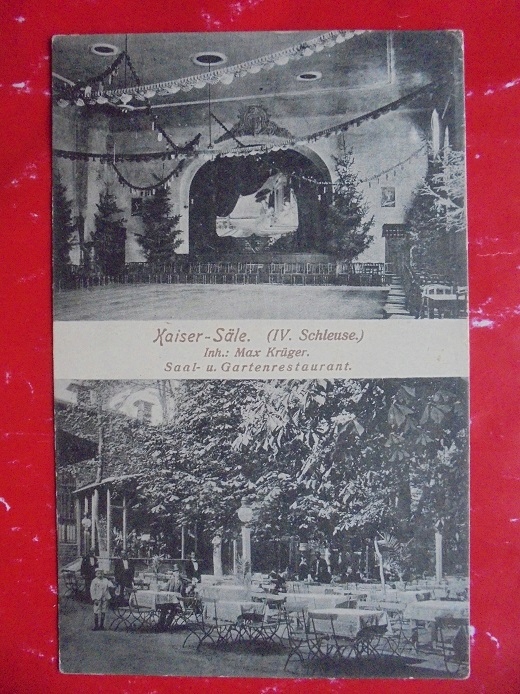 Kaiser-Säle. (IV. Schleuse.)
Inh.: Max Krüger.
Saal- u. Gartenrestaurant.